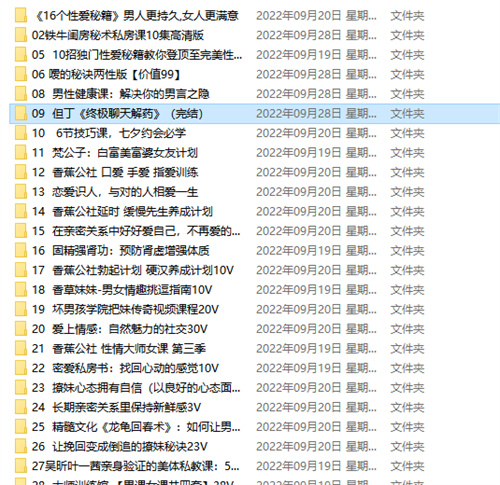 《16个性爱秘籍》男人更持久,女人更满意 2022年09月20日 星期... 文件夹
02铁牛闺房秘术私房课10集高清版 2022年09月28日 星期... 文件夹
05 10招独门性爱秘籍教你登顶至完美性... 2022年09月19日 星期... 文件夹
06 嗳的秘诀两性版【价值99】 2022年09月28日 星期... 文件夹
08 男性健康课：解决你的男言之隐 2022年09月28日 星期... 文件夹
09 但丁《终极聊天解药》（完结） 2022年09月28日 星期... 文件夹
10 6节技巧课，七夕约会必学 2022年09月20日 星期... 文件夹
11 梵公子：白富美富婆女友计划 2022年09月19日 星期... 文件夹
12 香蕉公社 口爱 手爱 指爱训练 2022年09月20日 星期... 文件夹
13 恋爱识人，与对的人相爱一生 2022年09月20日 星期... 文件夹
14 香蕉公社延时 缓慢先生养成计划 2022年09月20日 星期... 文件夹
15 在亲密关系中好好爱自己，不再爱的... 2022年09月20日 星期... 文件夹
16 固精强肾功：预防肾虚增强体质 2022年09月19日 星期... 文件夹
17 香蕉公社勃起计划 硬汉养成计划10V 2022年09月20日 星期... 文件夹
18 香草妹妹-男女情趣挑逗指南10V 2022年09月19日 星期... 文件夹
19 坏男孩学院把妹传奇视频课程20V 2022年09月20日 星期... 文件夹
20 爱上情感：自然魅力的社交30V 2022年09月20日 星期... 文件夹
21 香蕉公社 性情大师女课 第三季 2022年09月19日 星期... 文件夹
22 密爱私房书：找回心动的感觉10V 2022年09月19日 星期... 文件夹
23 撩妹心态拥有自信（以良好的心态面... 2022年09月20日 星期... 文件夹
24 长期亲密关系里保持新鲜感3V 2022年09月20日 星期... 文件夹
25 精髓文化《龙龟回春术》：如何让男... 2022年09月20日 星期... 文件夹
26 让挽回变成倒追的撩妹秘诀23V 2022年09月20日 星期... 文件夹
27吴昕叶一茜亲身验证的美体私教课：5... 2022年09月19日 星期... 文件夹